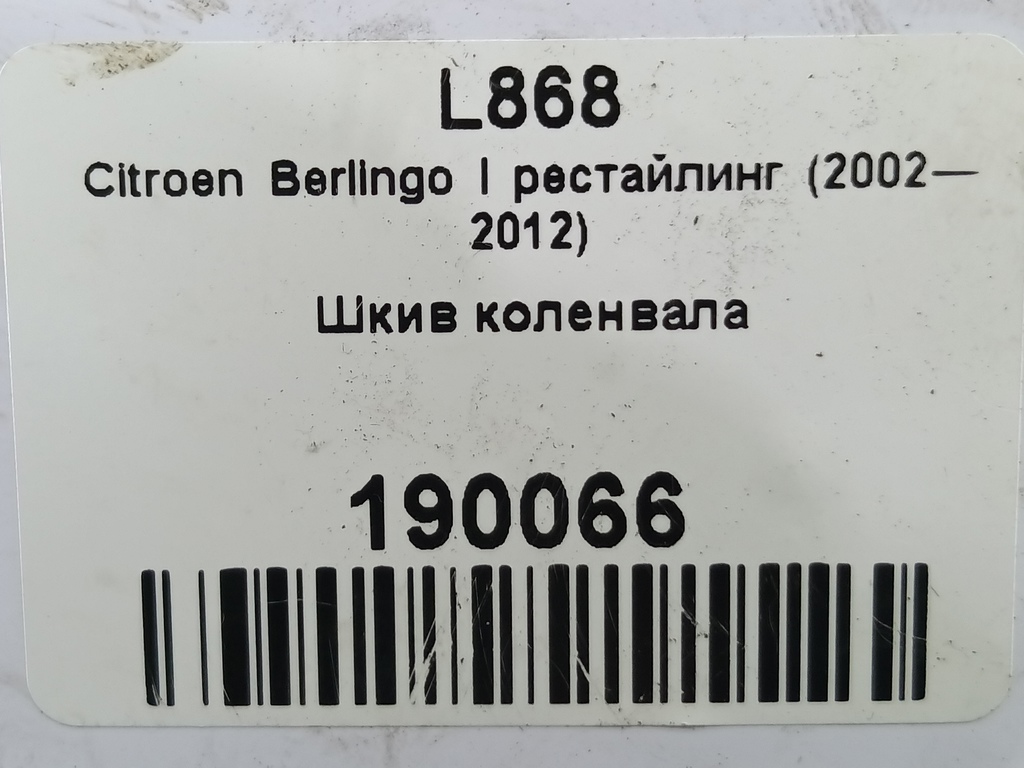 L868
Citroen Berlingo I рестайлинг (2002—
2012)
Шкив коленвала
190066